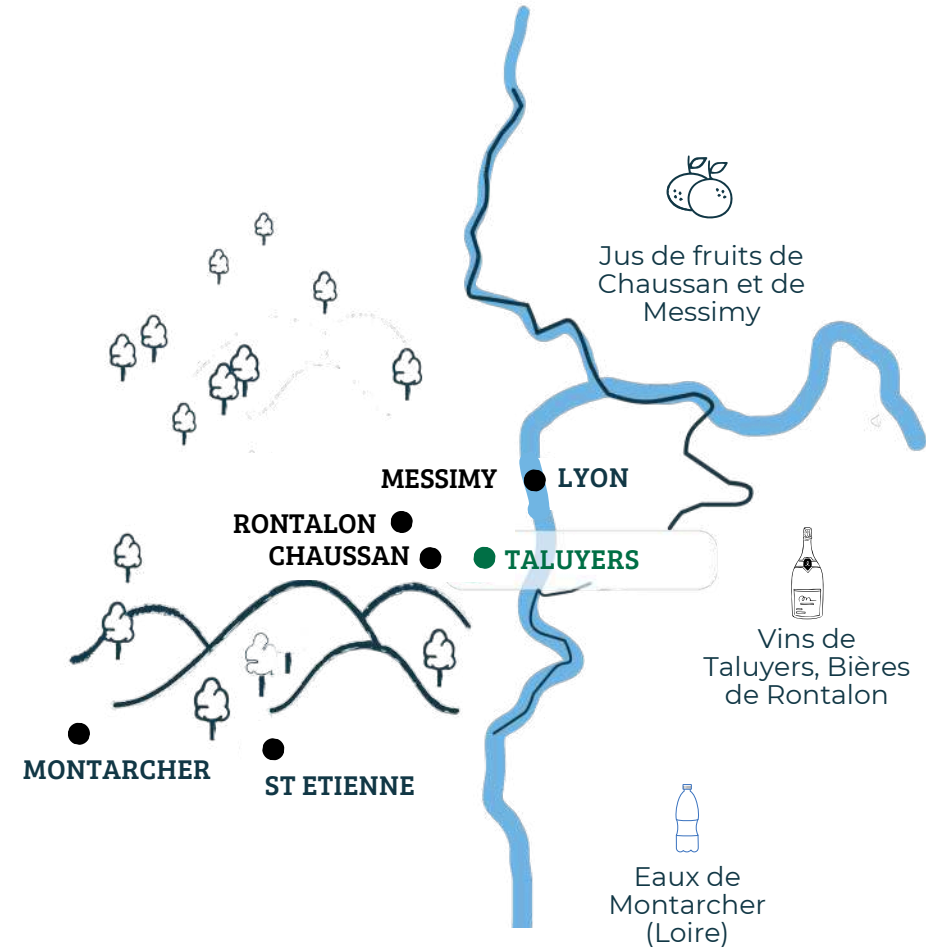 Jus de fruits de
Chaussan et de
Messimy
MESSIMY
LYON
RONTALON
CHAUSSAN
TALUYERS
Vins de
Taluyers, Bières
de Rontalon
MONTARCHER
ST ETIENNE
Eaux de
Montarcher
(Loire)